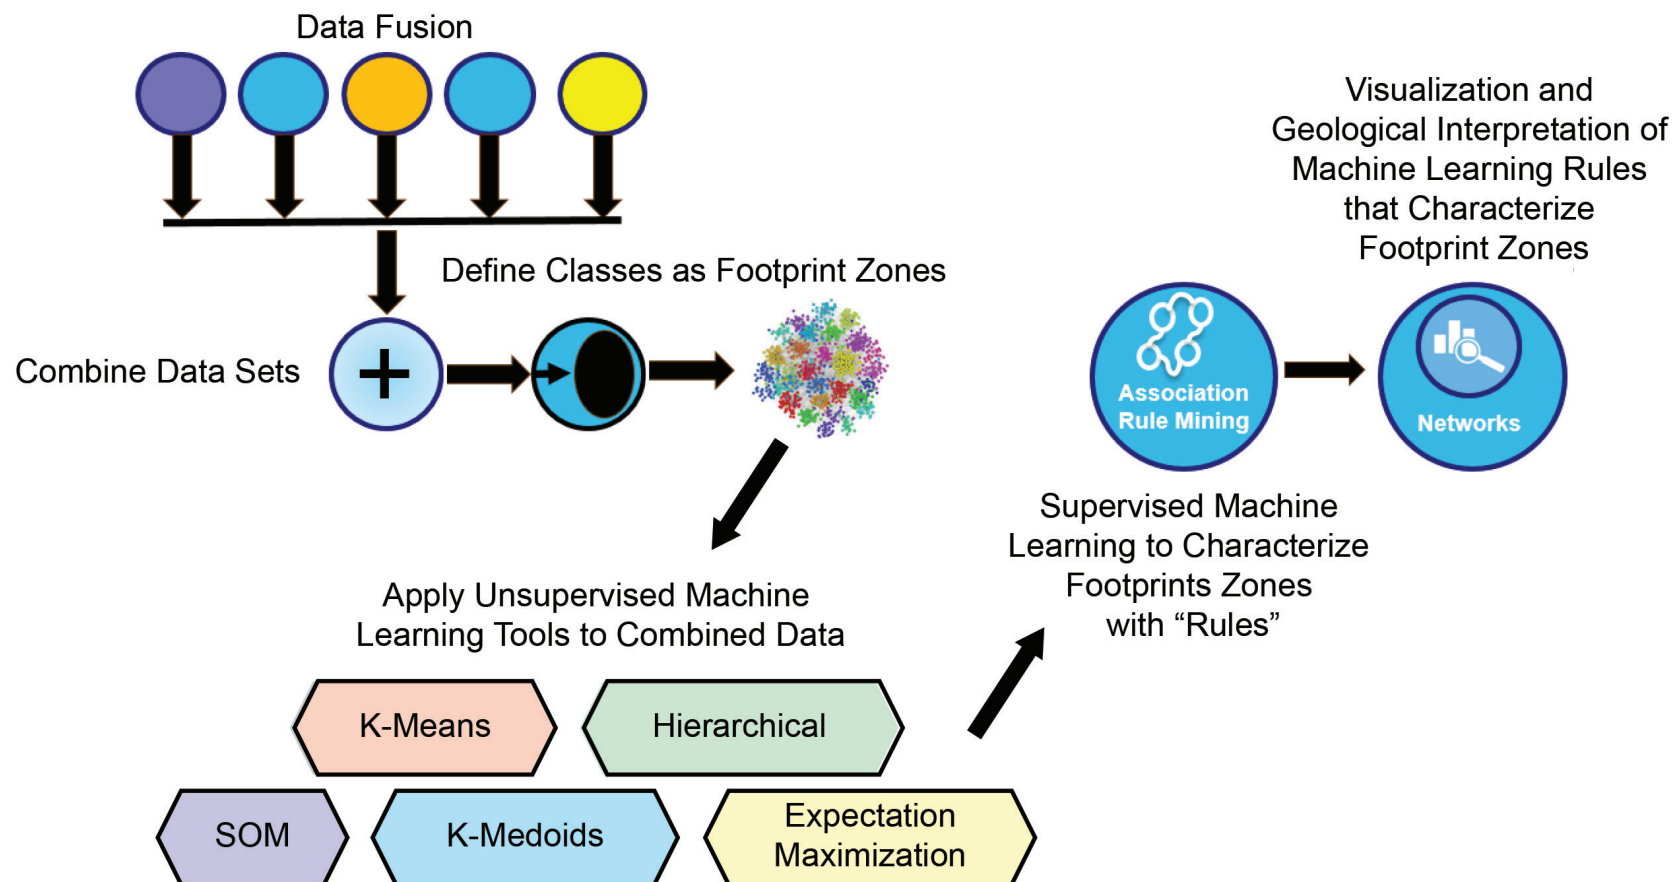 Data Fusion
Define Classes as Footprint Zones
Combine Data Sets
+
Apply Unsupervised Machine
Learning Tools to Combined Data
K-Means
Hierarchical
SOM
K-Medoids
Expectation
Maximization
Association
Rule Mining
Supervised Machine
Learning to Characterize
Footprints Zones
with “Rules”
Visualization and
Geological Interpretation of
Machine Learning Rules
that Characterize
Footprint Zones
Networks